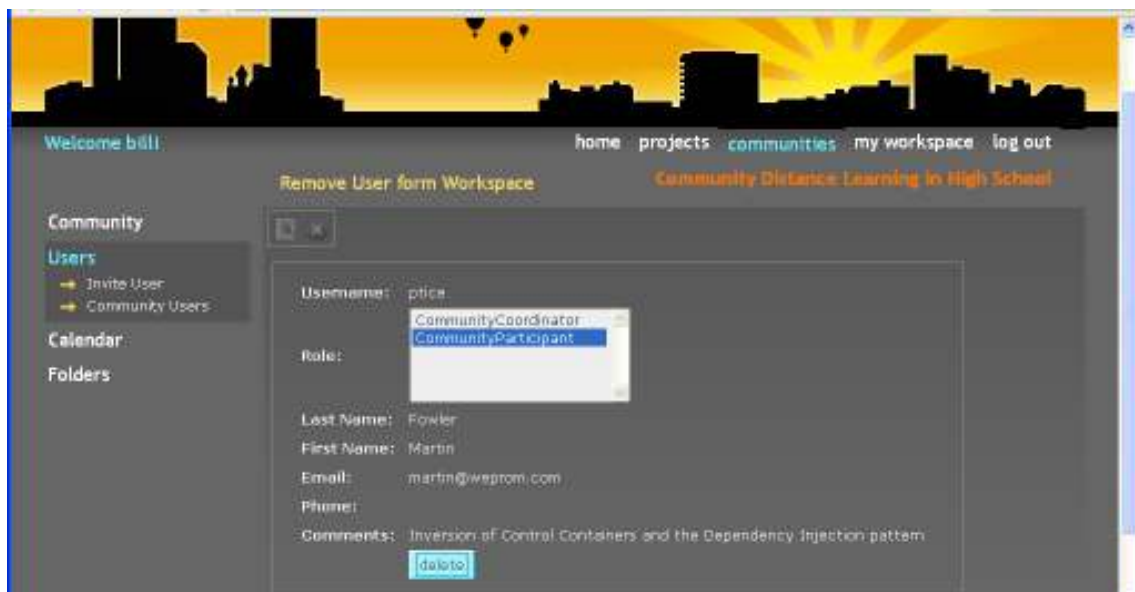 Welcome bill!
home projects communities my workspace log out
Remove User form Workspace
Community Distance Learning in High School
Community
Users
Invite User
Community Users
Calendar
Folders
Username: ptice
Role:
CommunityCoordinator
CommunityParticipant
Last Name: Fowler
First Name: Martin
Email: martin@weprom.com
Phone:
Comments: Inversion of Control Containers and the Dependency Injection pattern
delete